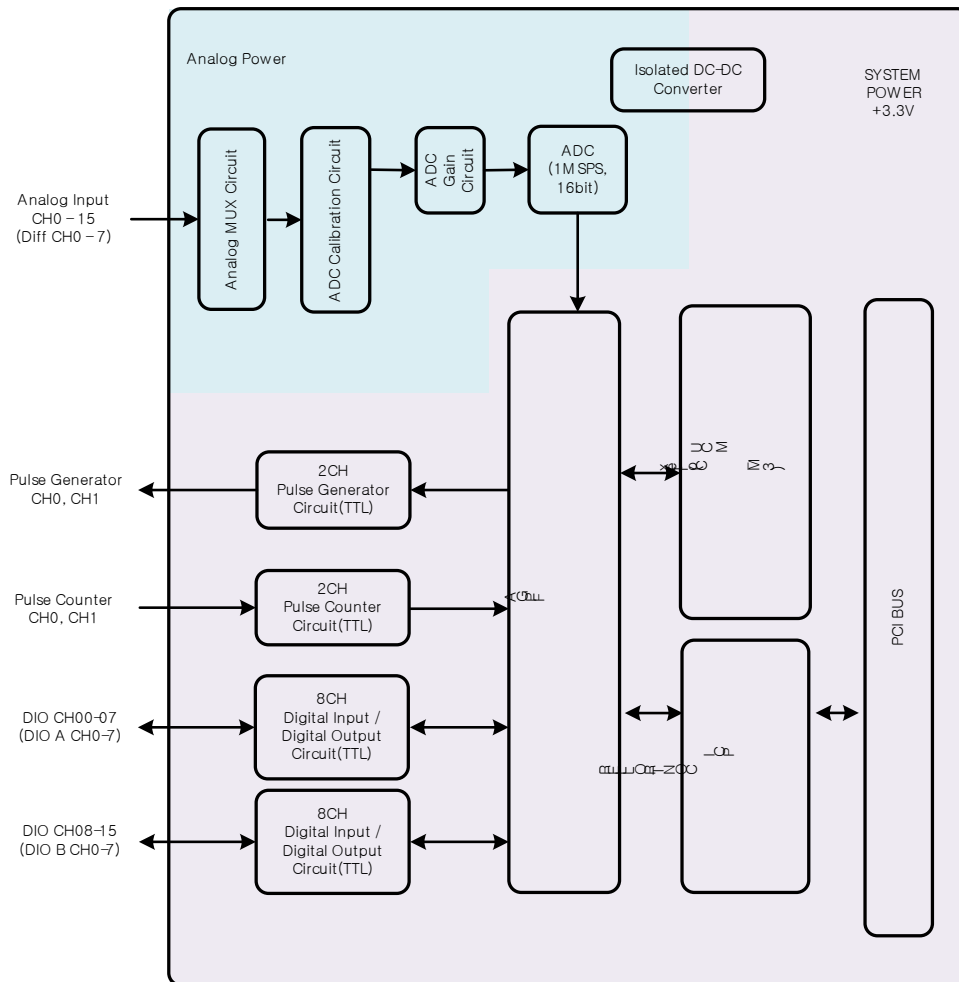 Analog Power
Isolated DC-DC
Converter
SYSTEM
POWER
+3.3V
Analog Input
CH0 – 15
(Diff CH0 – 7)
Analog MUX Circuit
ADC Calibration Circuit
ADC
Gain
Circuit
ADC
(1MSPS,
16bit)
Pulse Generator
CH0, CH1
2CH
Pulse Generator
Circuit(TTL)
Pulse Counter
CH0, CH1
2CH
Pulse Counter
Circuit(TTL)
DIO CH00-07
(DIO A CH0-7)
8CH
Digital Input /
Digital Output
Circuit(TTL)
DIO CH08-15
(DIO B CH0-7)
8CH
Digital Input /
Digital Output
Circuit(TTL)
PCI BUS